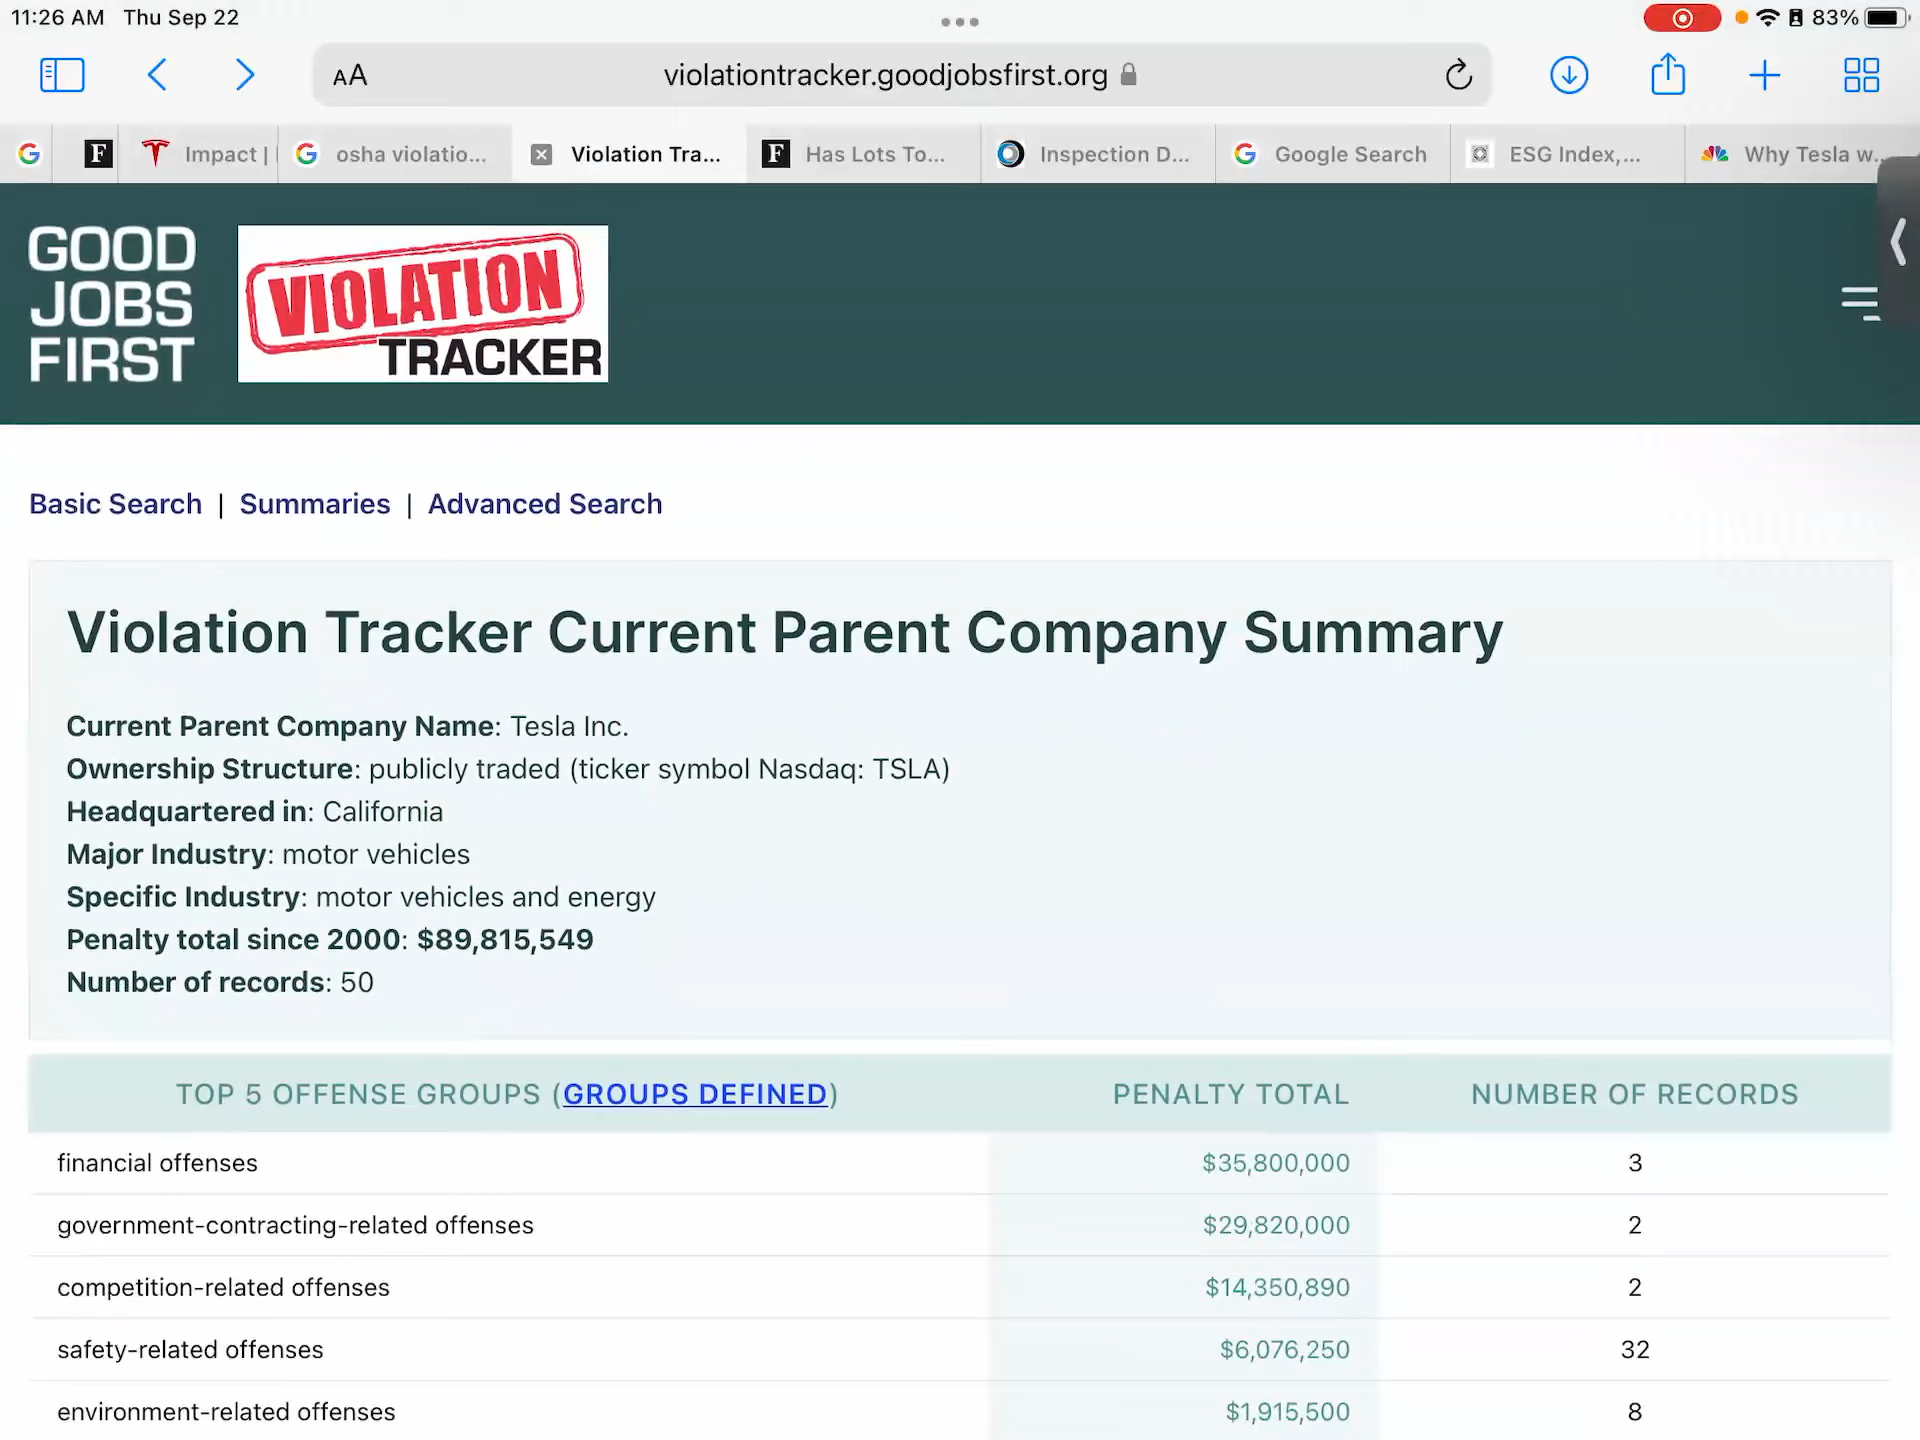 11:26 AM Thu Sep 22
83%
AA violationtracker.goodjobsfirst.org
Impact |
osha violatio...
Violation Tra...
Has Lots To...
Inspection D...
Google Search
ESG Index,...
Why Tesla w...
GOOD
JOBS
FIRST
VIOLATION
TRACKER
Basic Search | Summaries | Advanced Search
Violation Tracker Current Parent Company Summary
Current Parent Company Name: Tesla Inc.
Ownership Structure: publicly traded (ticker symbol Nasdaq: TSLA)
Headquartered in: California
Major Industry: motor vehicles
Specific Industry: motor vehicles and energy
Penalty total since 2000: $89,815,549
Number of records: 50
TOP 5 OFFENSE GROUPS (GROUPS DEFINED) PENALTY TOTAL NUMBER OF RECORDS
financial offenses $35,800,000 3
government-contracting-related offenses $29,820,000 2
competition-related offenses $14,350,890 2
safety-related offenses $6,076,250 32
environment-related offenses $1,915,500 8